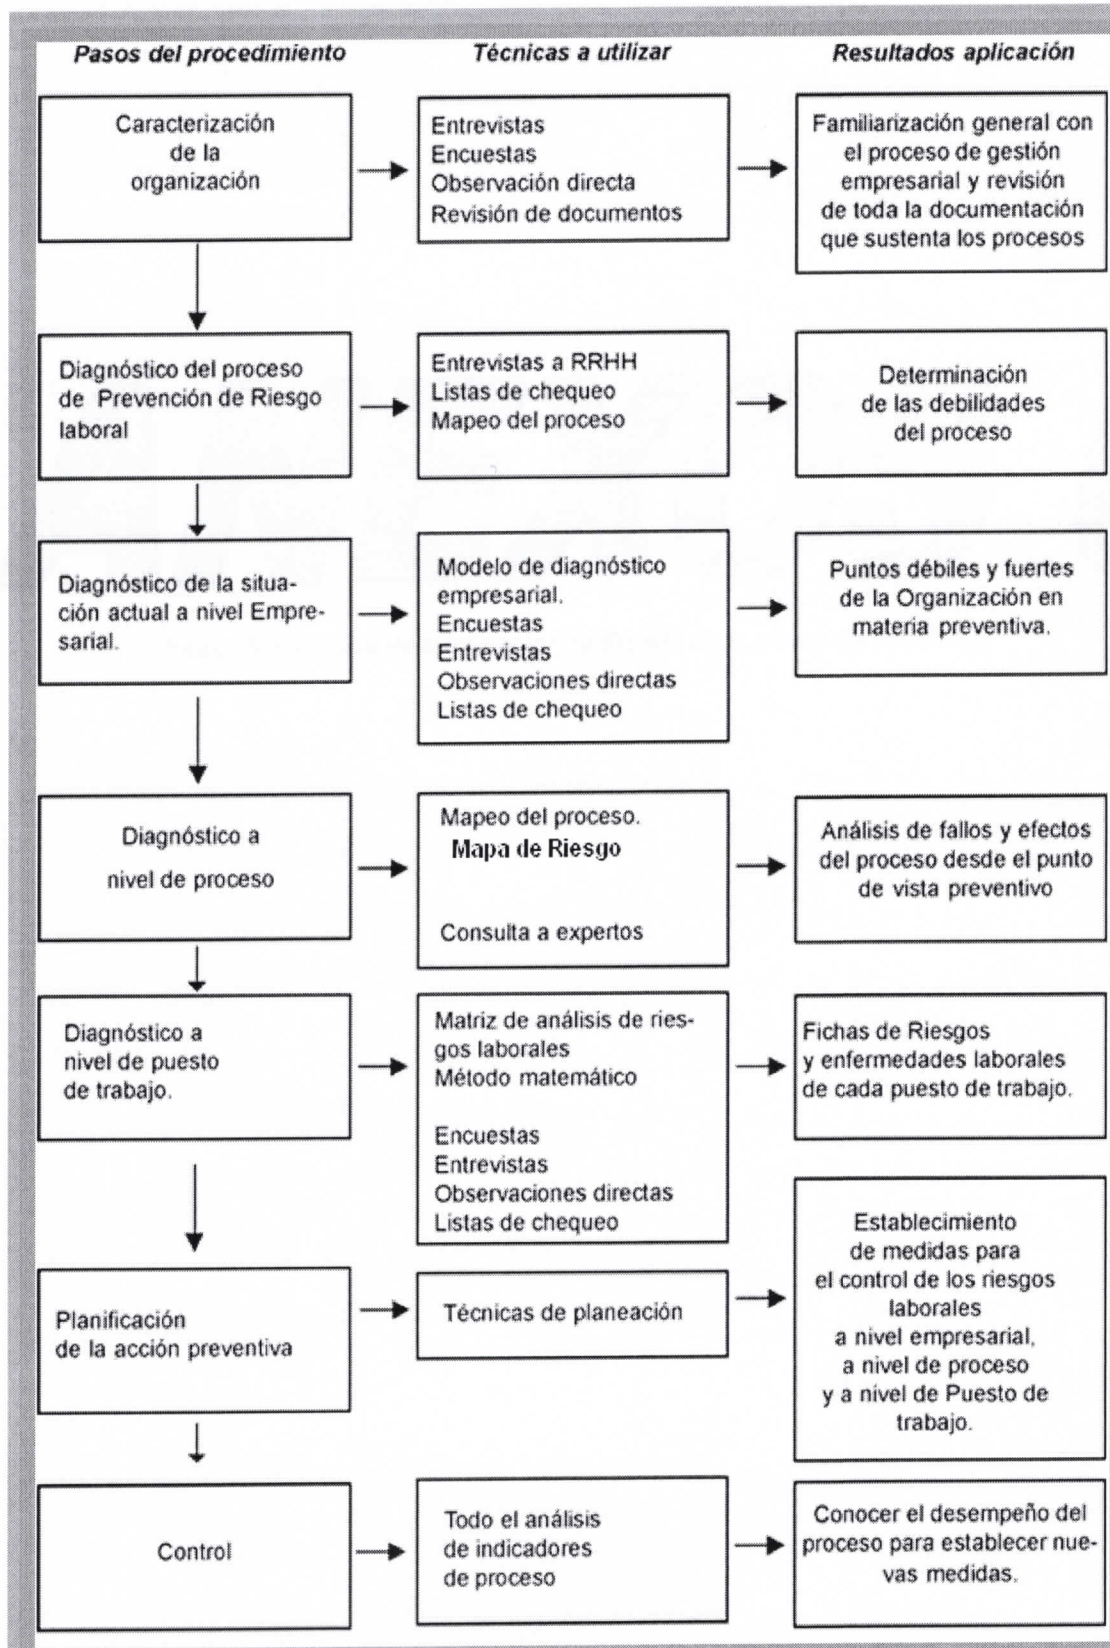 Pasos del procedimiento
Técnicas a utilizar
Resultados aplicación
Caracterización
de la
organización
Entrevistas
Encuestas
Observación directa
Revisión de documentos
Familiarización general con
el proceso de gestión
empresarial y revisión
de toda la documentación
que sustenta los procesos
Diagnóstico del proceso
de Prevención de Riesgo
laboral
Entrevistas a RRHH
Listas de chequeo
Mapeo del proceso
Determinación
de las debilidades
del proceso
Diagnóstico de la situa-
ción actual a nivel Empre-
sarial.
Modelo de diagnóstico
empresarial.
Encuestas
Entrevistas
Observaciones directas
Listas de chequeo
Puntos débiles y fuertes
de la Organización en
materia preventiva.
Diagnóstico a
nivel de proceso
Mapeo del proceso.
Mapa de Riesgo
Consulta a expertos
Análisis de fallos y efectos
del proceso desde el punto
de vista preventivo
Diagnóstico a
nivel de puesto
de trabajo.
Matriz de análisis de ries-
gos laborales
Método matemático
Encuestas
Entrevistas
Observaciones directas
Listas de chequeo
Fichas de Riesgos
y enfermedades laborales
de cada puesto de trabajo.
Planificación
de la acción preventiva
Técnicas de planeación
Establecimiento
de medidas para
el control de los riesgos
laborales
a nivel empresarial,
a nivel de proceso
y a nivel de Puesto de
trabajo.
Control
Todo el análisis
de indicadores
de proceso
Conocer el desempeño del
proceso para establecer nue-
vas medidas.